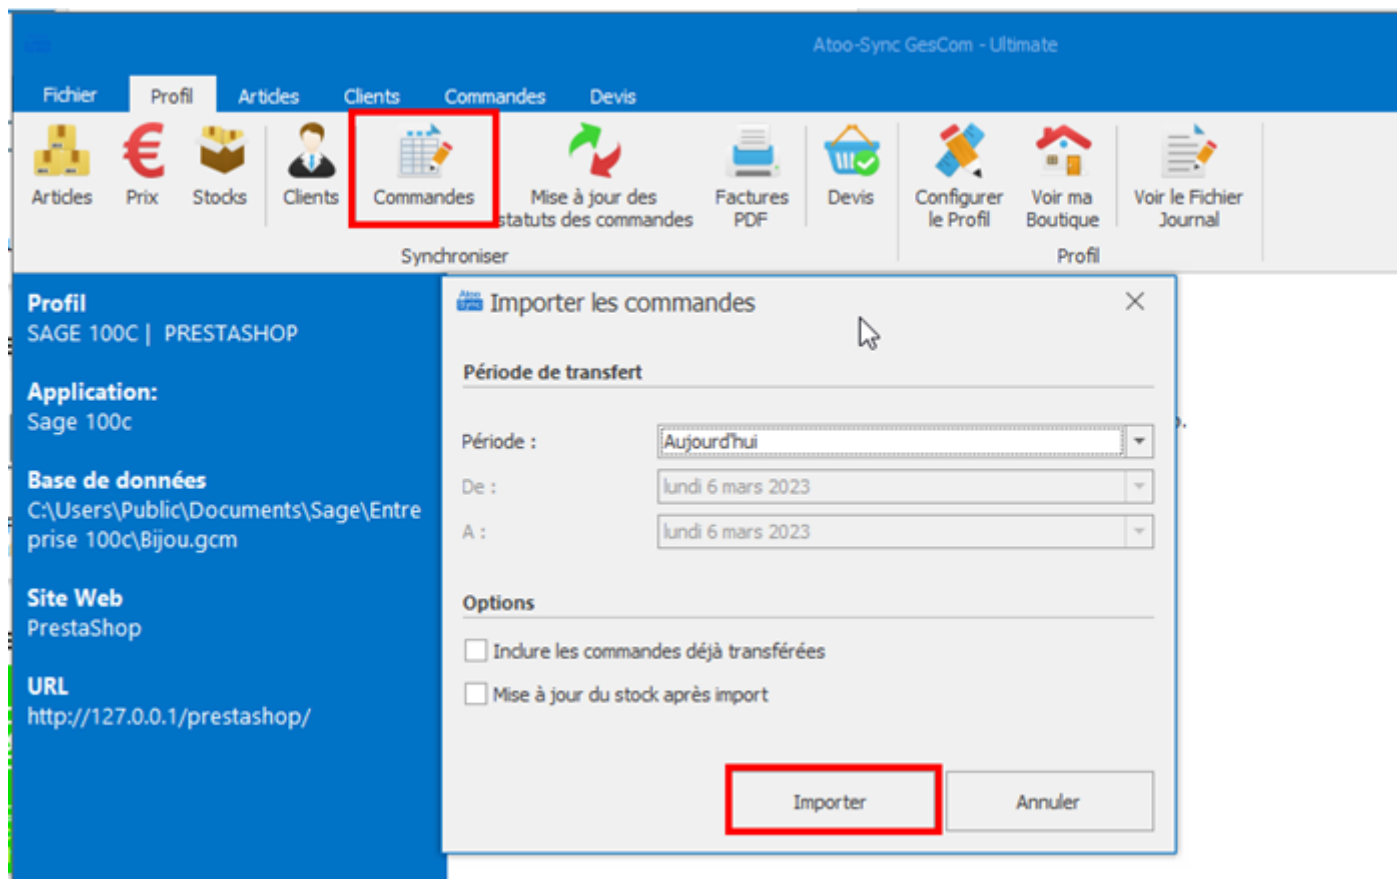 Atoo-Sync GesCom - Ultimate
Fichier Profil Articles Clients Commandes Devis
Articles Prix Stocks Clients Commandes Mise à jour des statuts des commandes Factures PDF Devis Configurer le Profil Voir ma Boutique Voir le Fichier Journal
Synchroniser Profil
Profil
SAGE 100C | PRESTASHOP
Application:
Sage 100c
Base de données
C:\Users\Public\Documents\Sage\Entre
prise 100c\Bijou.gcm
Site Web
PrestaShop
URL
http://127.0.0.1/prestashop/
Atoo Sync Importer les commandes
Période de transfert
Période : Aujourd'hui
De : lundi 6 mars 2023
A : lundi 6 mars 2023
Options
Inclure les commandes déjà transférées
Mise à jour du stock après import
Importer Annuler